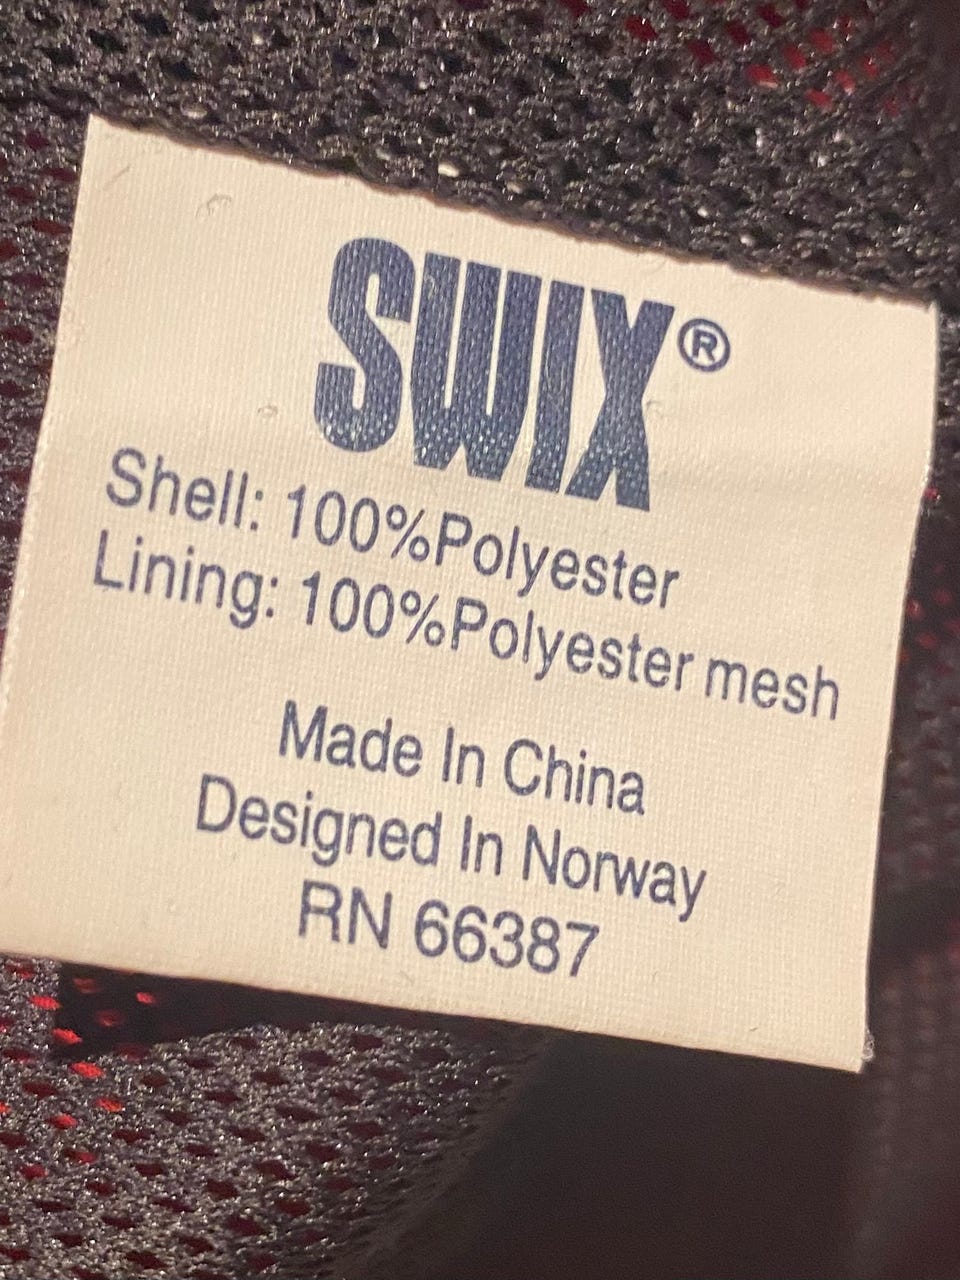 SWIX®
Shell: 100%Polyester
Lining: 100%Polyester mesh
Made In China
Designed In Norway
RN 66387